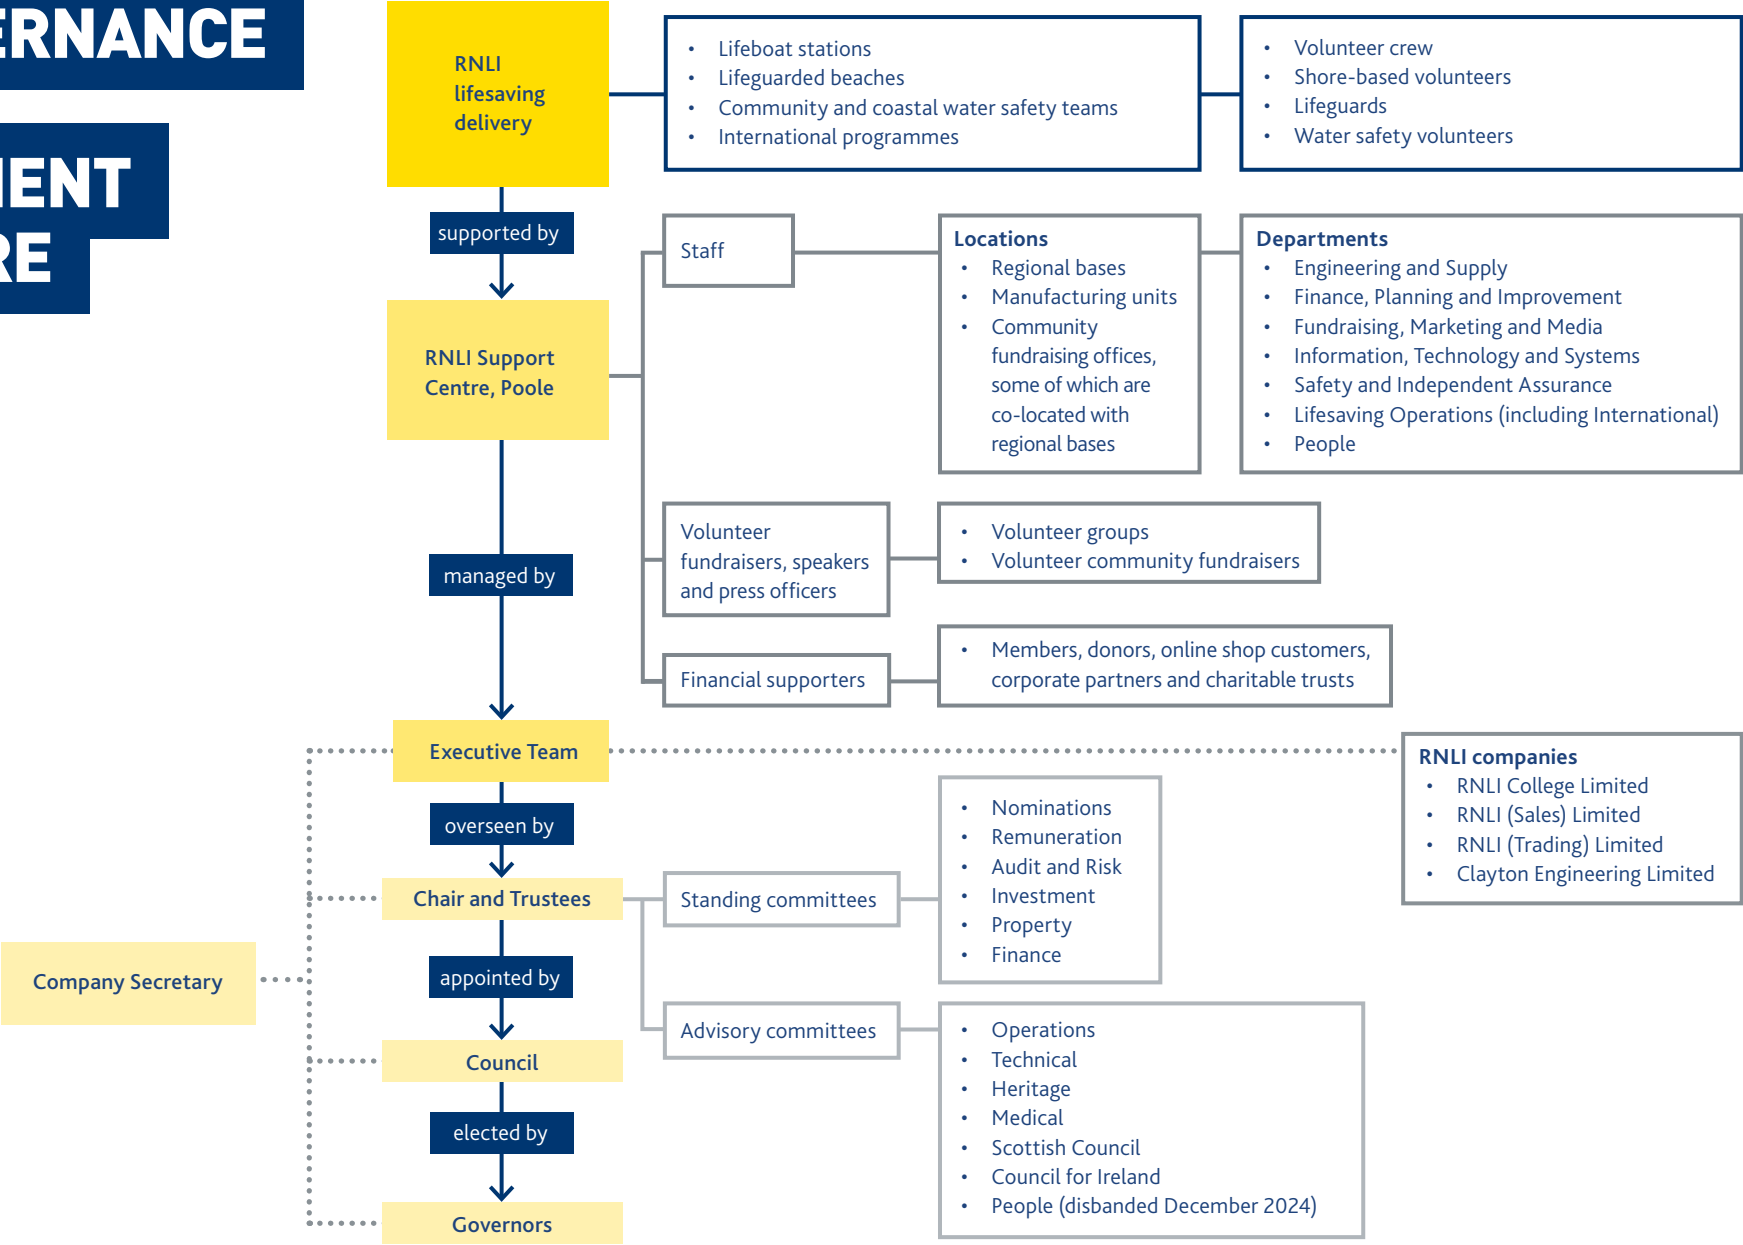 ERNANCE
MENT
RE
RNLI
lifesaving
delivery
• Lifeboat stations
• Lifeguarded beaches
• Community and coastal water safety teams
• International programmes
• Volunteer crew
• Shore-based volunteers
• Lifeguards
• Water safety volunteers
supported by
RNLI Support
Centre, Poole
Staff
Locations
• Regional bases
• Manufacturing units
• Community
fundraising offices,
some of which are
co-located with
regional bases
Departments
• Engineering and Supply
• Finance, Planning and Improvement
• Fundraising, Marketing and Media
• Information, Technology and Systems
• Safety and Independent Assurance
• Lifesaving Operations (including International)
• People
Volunteer
fundraisers, speakers
and press officers
• Volunteer groups
• Volunteer community fundraisers
Financial supporters
• Members, donors, online shop customers,
corporate partners and charitable trusts
managed by
Executive Team
RNLI companies
• RNLI College Limited
• RNLI (Sales) Limited
• RNLI (Trading) Limited
• Clayton Engineering Limited
overseen by
Chair and Trustees
Standing committees
• Nominations
• Remuneration
• Audit and Risk
• Investment
• Property
• Finance
Company Secretary
appointed by
Advisory committees
• Operations
• Technical
• Heritage
• Medical
• Scottish Council
• Council for Ireland
• People (disbanded December 2024)
Council
elected by
Governors